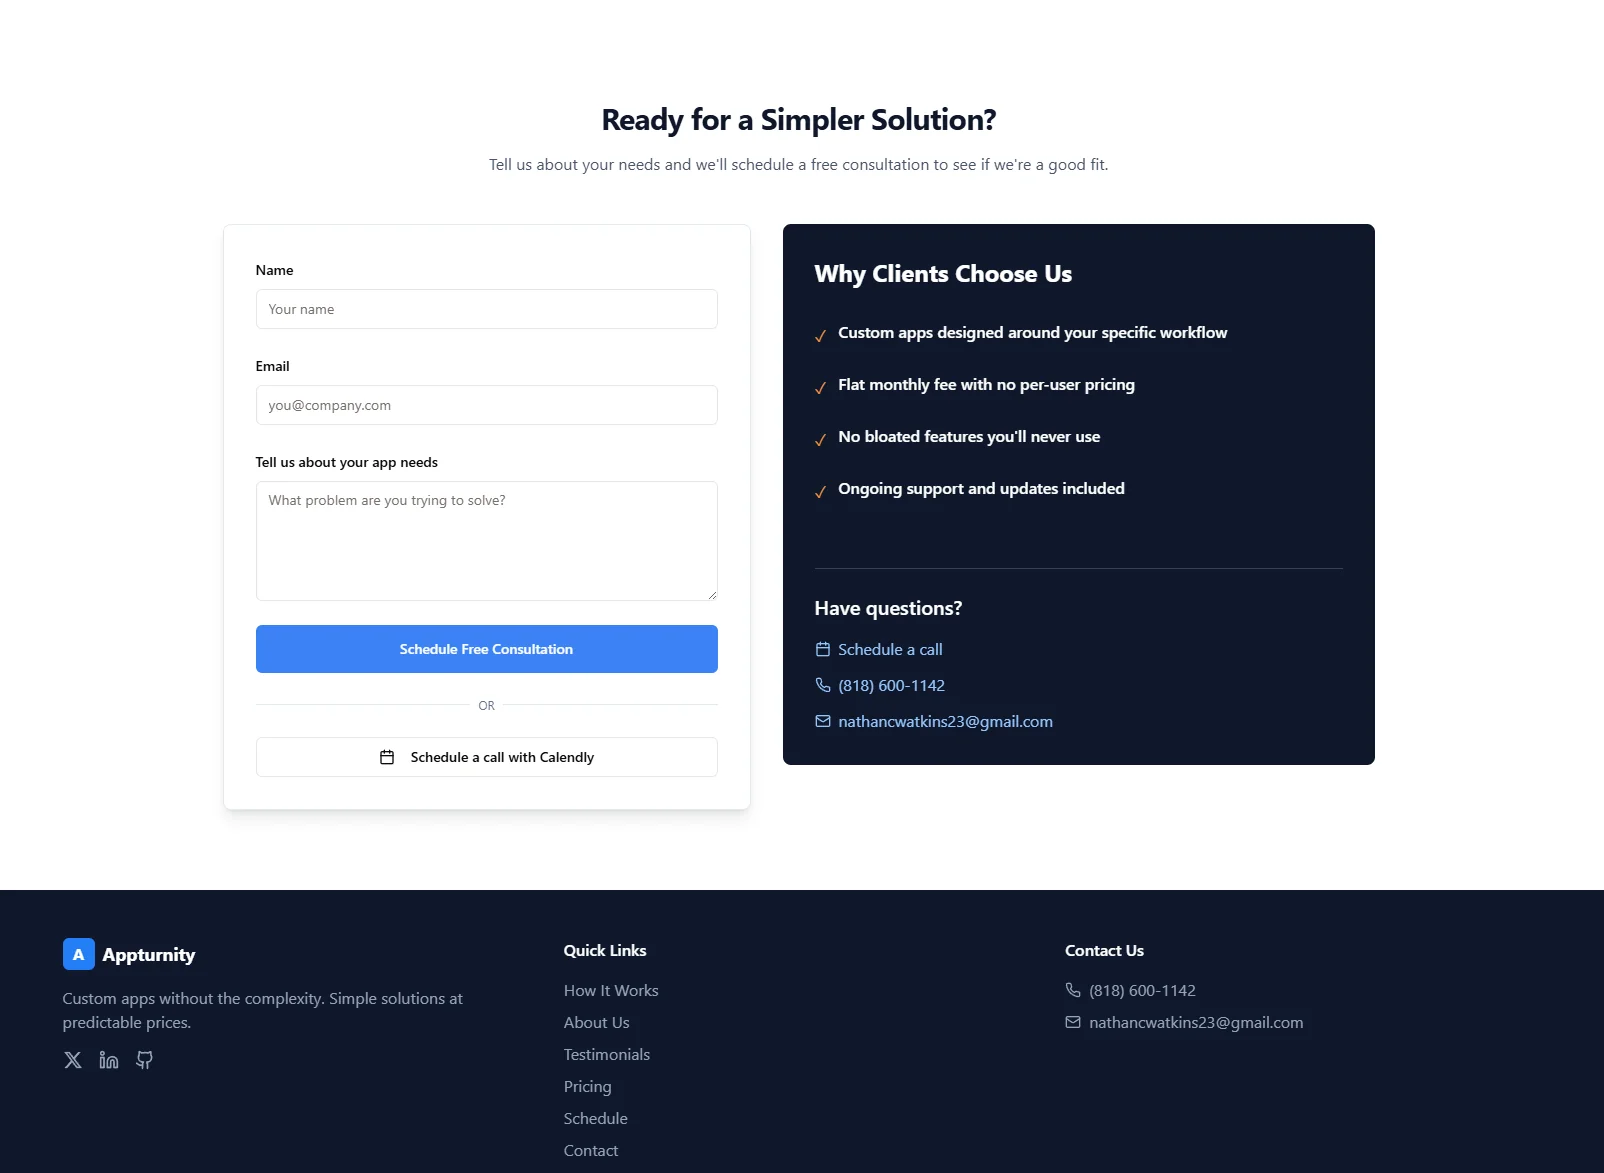 Ready for a Simpler Solution?
Tell us about your needs and we'll schedule a free consultation to see if we're a good fit.
Name
Your name
Email
you@company.com
Tell us about your app needs
What problem are you trying to solve?
Schedule Free Consultation
OR
Schedule a call with Calendly
Why Clients Choose Us
Custom apps designed around your specific workflow
Flat monthly fee with no per-user pricing
No bloated features you'll never use
Ongoing support and updates included
Have questions?
Schedule a call
(818) 600-1142
nathancwatkins23@gmail.com
A Appturnity
Custom apps without the complexity. Simple solutions at
predictable prices.
Quick Links
How It Works
About Us
Testimonials
Pricing
Schedule
Contact
Contact Us
(818) 600-1142
nathancwatkins23@gmail.com